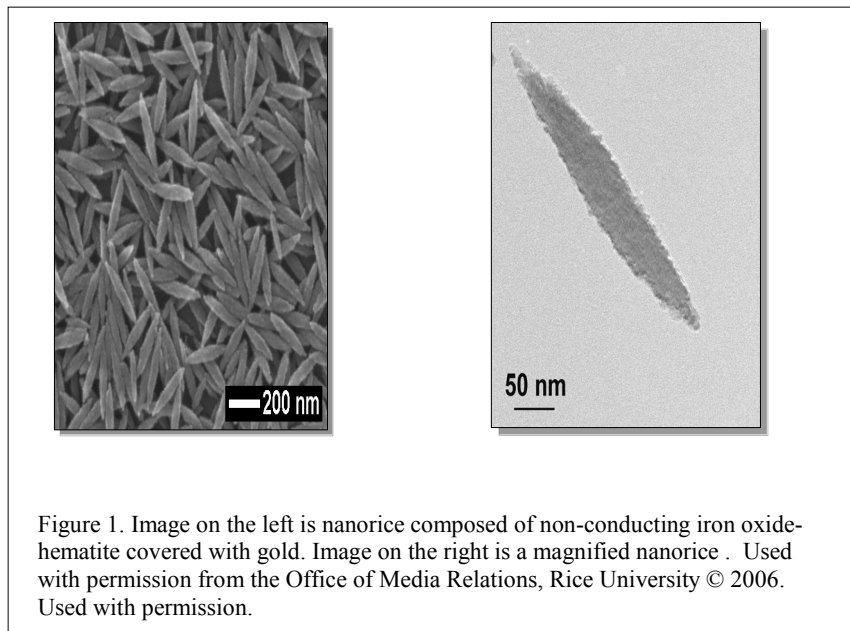 200 nm
50 nm
Figure 1. Image on the left is nanorice composed of non-conducting iron oxide-
hematite covered with gold. Image on the right is a magnified nanorice . Used
with permission from the Office of Media Relations, Rice University © 2006.
Used with permission.